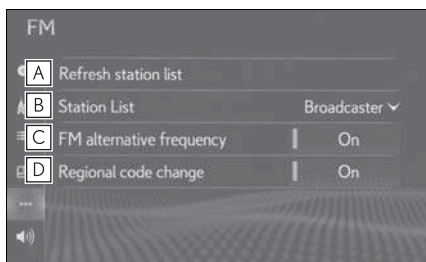 FM
A Refresh station list
B Station List Broadcaster
C FM alternative frequency On
D Regional code change On